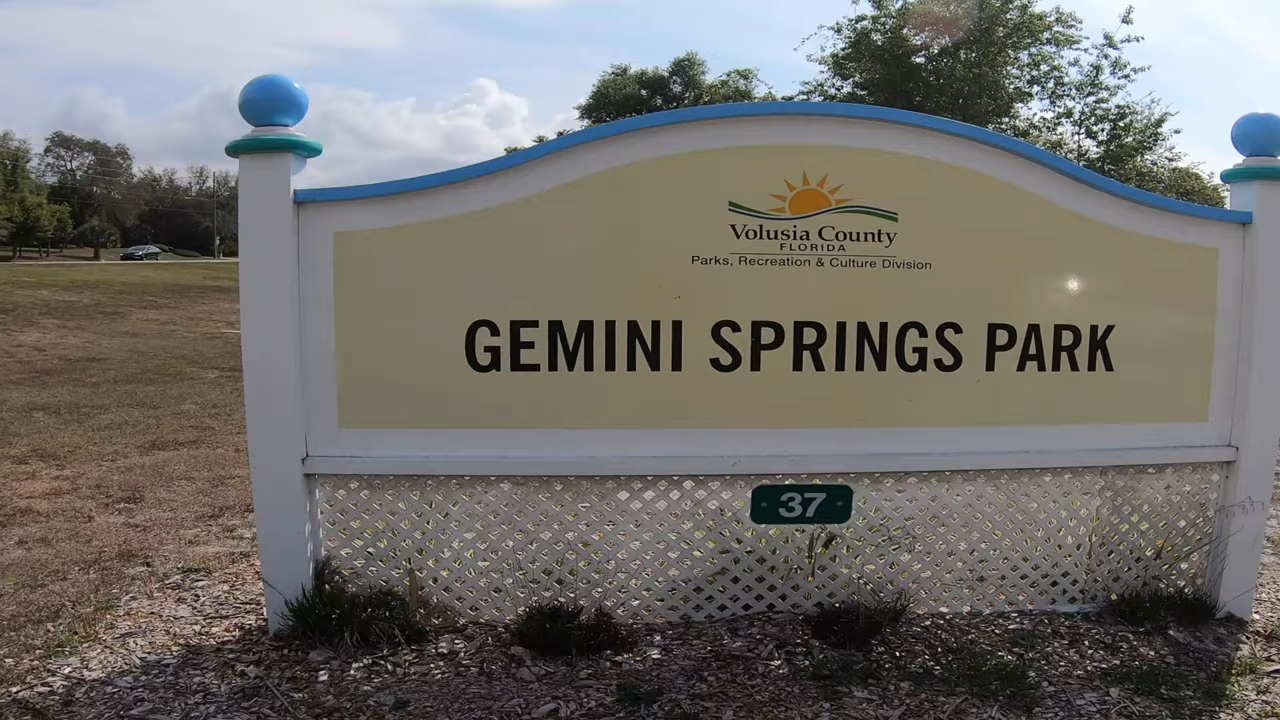 Volusia County
FLORIDA
Parks, Recreation & Culture Division
GEMINI SPRINGS PARK
37